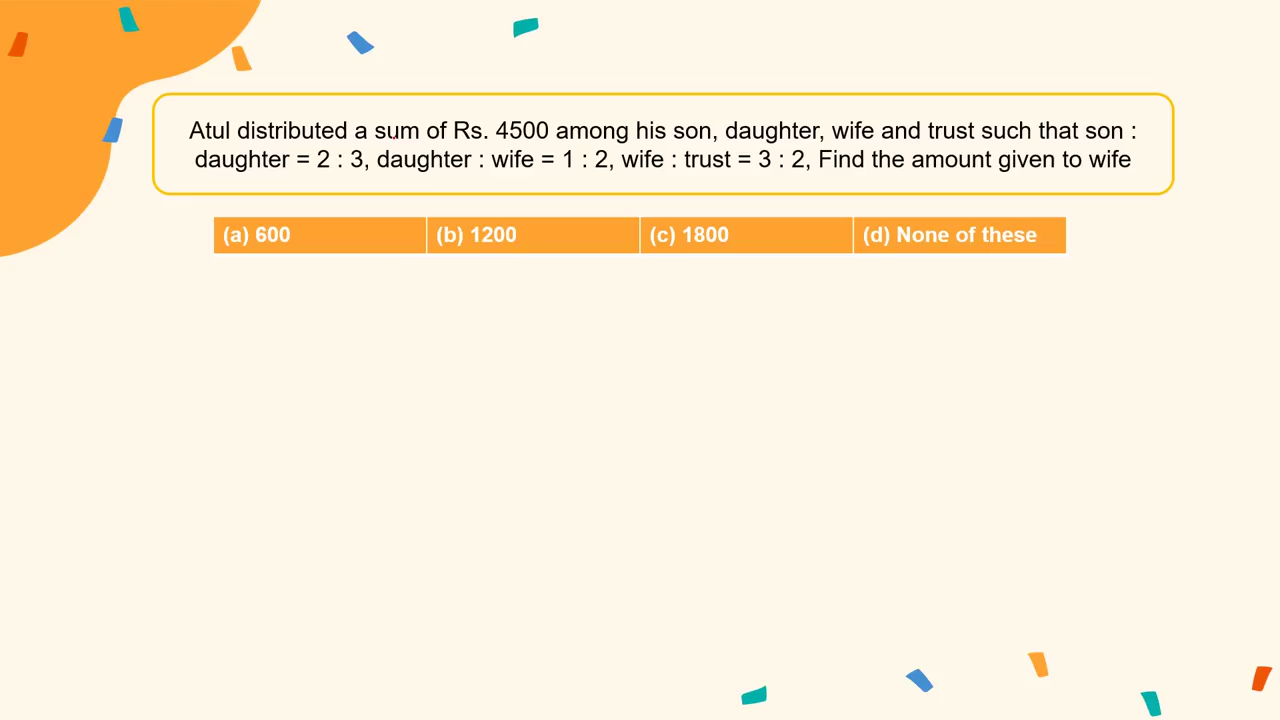 Atul distributed a sum of Rs. 4500 among his son, daughter, wife and trust such that son :
daughter = 2 : 3, daughter : wife = 1 : 2, wife : trust = 3 : 2, Find the amount given to wife
(a) 600 (b) 1200 (c) 1800 (d) None of these